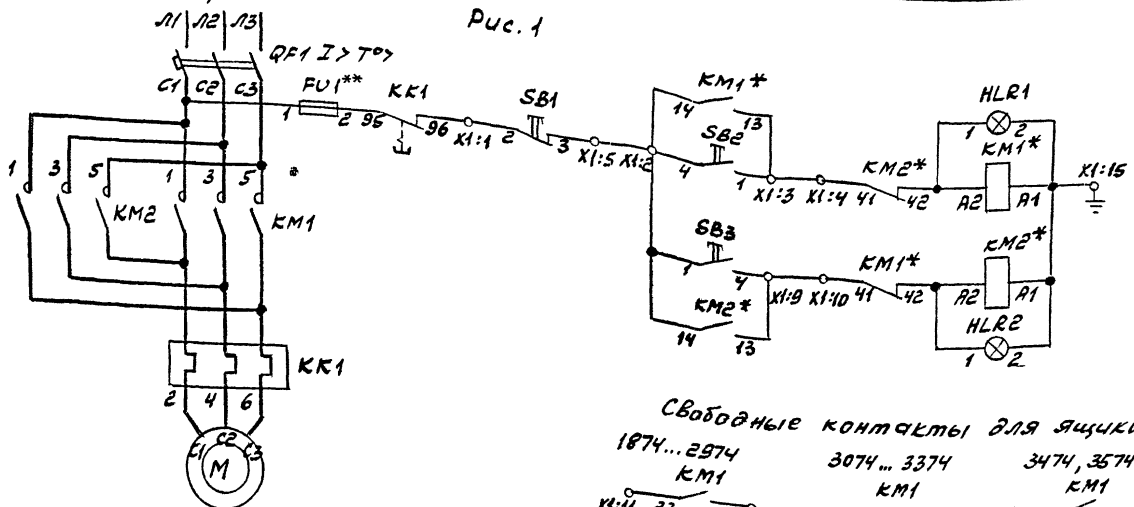 Рис. 1
Л1 Л2 Л3
QF1 I> T°>
C1 C2 C3
FU1**
1 2
KK1
95 96
X1:1
SB1
2 3
X1:5 X1:2
KM1*
14 13
SB2
4 1
X1:3 X1:4
KM2*
41 42
HLR1
1 2
KM1*
A2 A1
X1:15
1 3 5 1 3 5
KM2
KM1
SB3
1 4
KM2*
14 13
X1:9 X1:10
KM1*
41 42
KM2*
A2 A1
HLR2
1 2
KK1
2 4 6
C1 C2 C3
M
Свободные контакты для ящика
1874...2974 3074...3374 3474, 3574
KM1 KM1 KM1